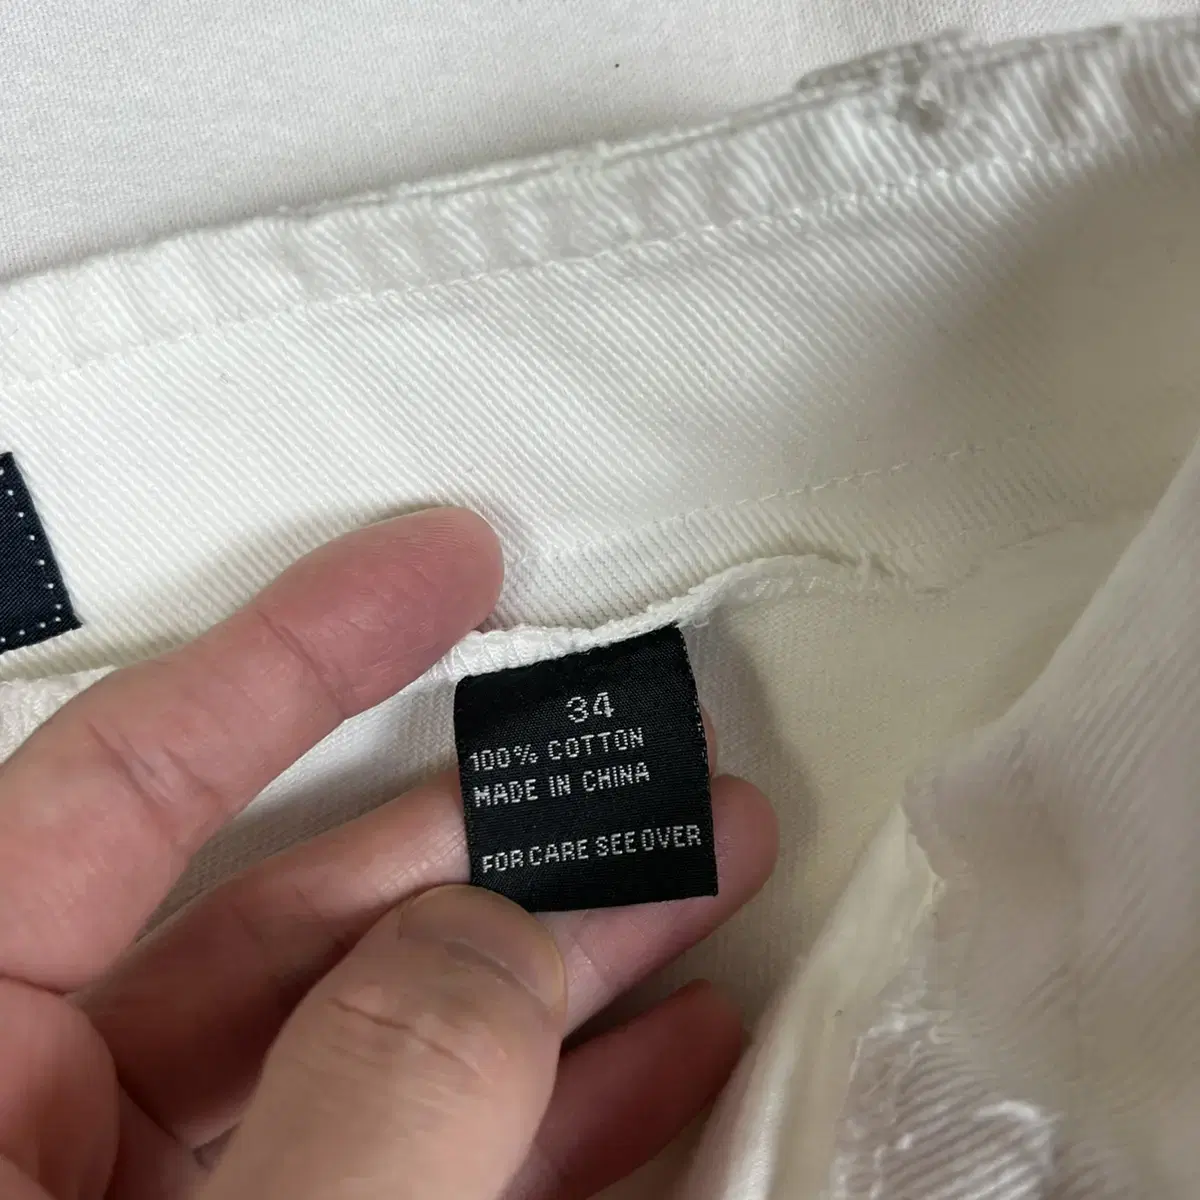 34
100% COTTON
MADE IN CHINA
FOR CARE SEE OVER